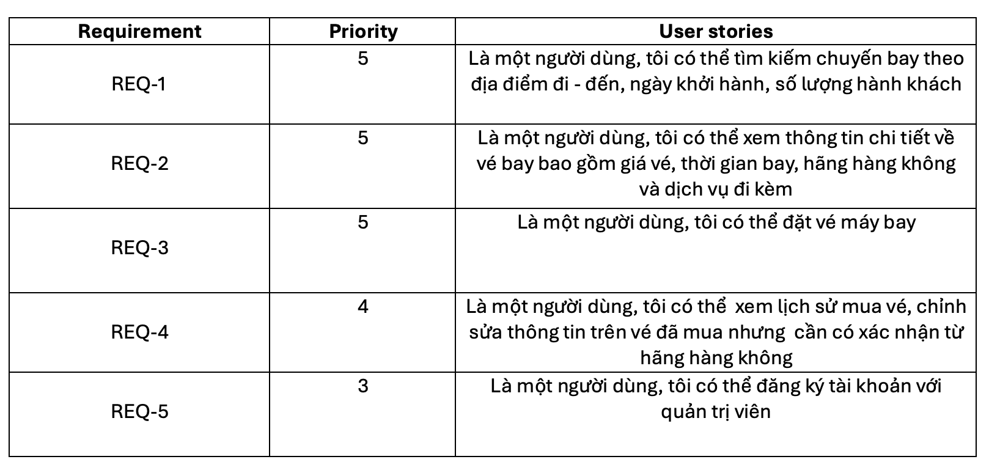 Requirement Priority User stories
REQ-1 5 Là một người dùng, tôi có thể tìm kiếm chuyến bay theo
địa điểm đi - đến, ngày khởi hành, số lượng hành khách
REQ-2 5 Là một người dùng, tôi có thể xem thông tin chi tiết về
vé bay bao gồm giá vé, thời gian bay, hãng hàng không
và dịch vụ đi kèm
REQ-3 5 Là một người dùng, tôi có thể đặt vé máy bay
REQ-4 4 Là một người dùng, tôi có thể xem lịch sử mua vé, chỉnh
sửa thông tin trên vé đã mua nhưng cần có xác nhận từ
hãng hàng không
REQ-5 3 Là một người dùng, tôi có thể đăng ký tài khoản với
quản trị viên